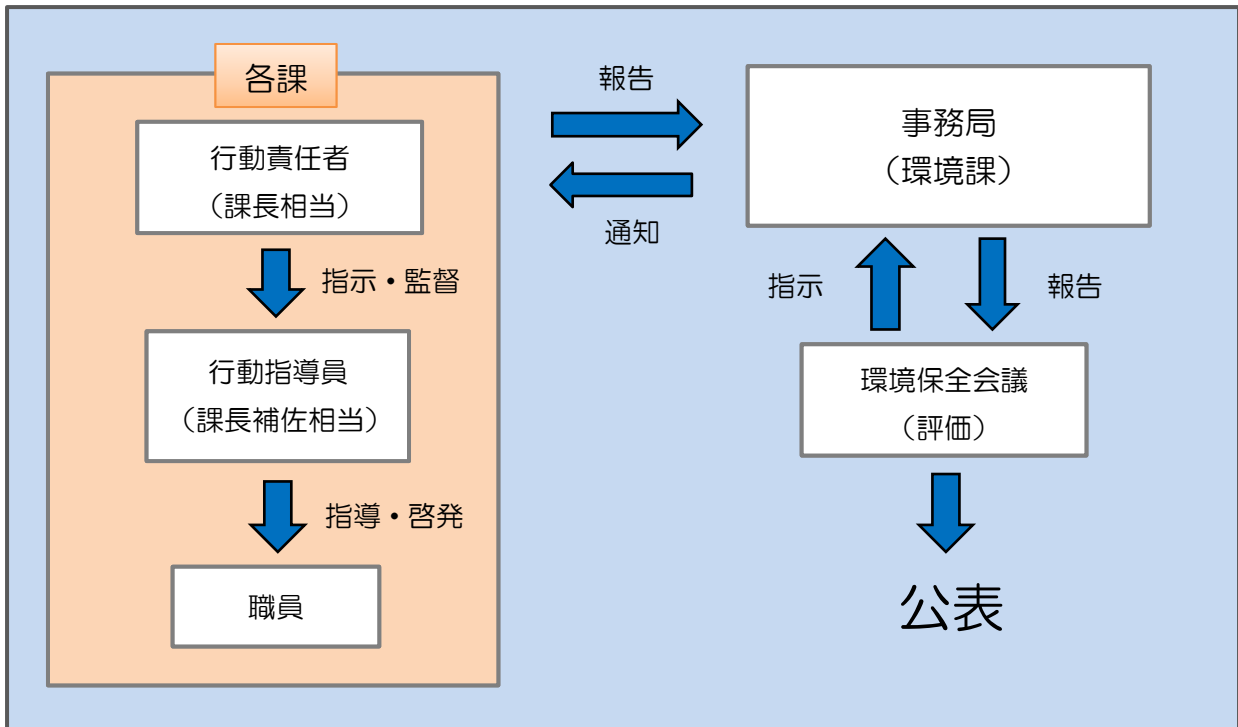 各課
行動責任者
（課長相当）
指示・監督
行動指導員
（課長補佐相当）
指導・啓発
職員
報告
通知
事務局
（環境課）
指示
報告
環境保全会議
（評価）
公表